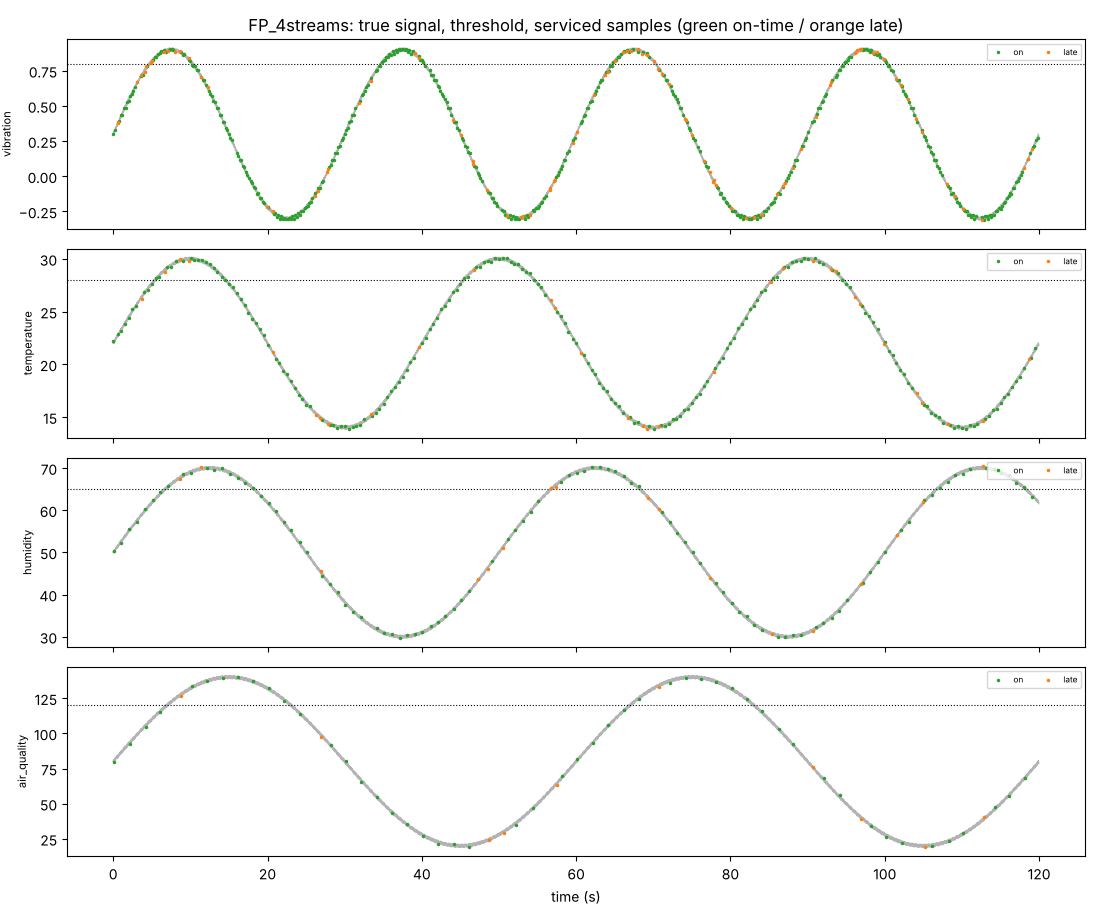 FP_4streams: true signal, threshold, serviced samples (green on-time / orange late)
vibration
0.75
0.50
0.25
0.00
−0.25
on late
temperature
30
25
20
15
on late
humidity
70
60
50
40
30
on late
air_quality
125
100
75
50
25
on late
0 20 40 60 80 100 120
time (s)